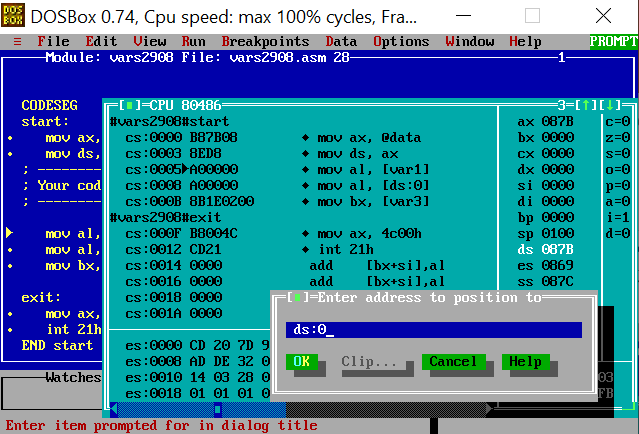 DOSBox 0.74, Cpu speed: max 100% cycles, Fra...
≡ File Edit View Run Breakpoints Data Options Window Help PROMPT
Module: vars2908 File: vars2908.asm 28 1
CODESEG
start:
mov ax,
mov ds,
; --------
; Your cod
; --------
mov al,
mov al,
mov bx,
exit:
mov ax,
int 21h
END start
Watches
[■]=CPU 80486 3=[↑][↓]
#vars2908#start
cs:0000 B87B08 ♦ mov ax, @data
cs:0003 8ED8 ♦ mov ds, ax
cs:0005►A00000 ♦ mov al, [var1]
cs:0008 A00000 ♦ mov al, [ds:0]
cs:000B 8B1E0200 ♦ mov bx, [var3]
#vars2908#exit
cs:000F B8004C ♦ mov ax, 4c00h
cs:0012 CD21 ♦ int 21h
cs:0014 0000 add [bx+si],al
cs:0016 0000 add [bx+si],al
cs:0018 0000
cs:001A 0000
es:0000 CD 20 7D 9
es:0008 AD DE 32 0
es:0010 14 03 28 0
es:0018 01 01 01 0
ax 087B c=0
bx 0000 z=0
cx 0000 s=0
dx 0000 o=0
si 0000 p=0
di 0000 a=0
bp 0000 i=1
sp 0100 d=0
ds 087B
es 0869
ss 087C
[■]=Enter address to position to
ds:0_
OK Clip... Cancel Help
03
FB
Enter item prompted for in dialog title